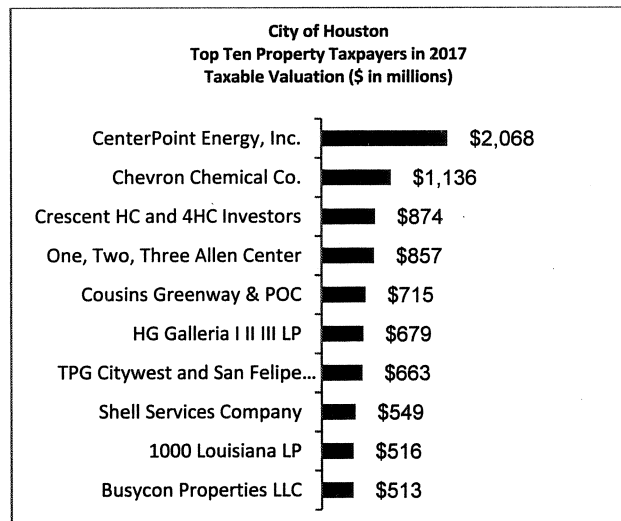 City of Houston
Top Ten Property Taxpayers in 2017
Taxable Valuation ($ in millions)
CenterPoint Energy, Inc. $2,068
Chevron Chemical Co. $1,136
Crescent HC and 4HC Investors $874
One, Two, Three Allen Center $857
Cousins Greenway & POC $715
HG Galleria I II III LP $679
TPG Citywest and San Felipe... $663
Shell Services Company $549
1000 Louisiana LP $516
Busycon Properties LLC $513